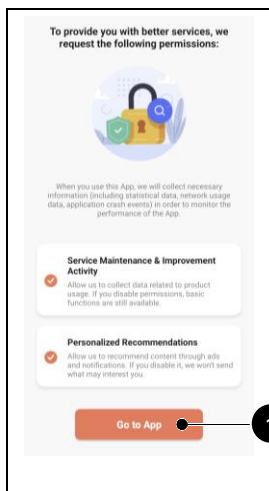 To provide you with better services, we
request the following permissions:
When you use this App, we will collect necessary
information (including statistical data, network usage
data, application crash events) in order to monitor the
performance of the App.
Service Maintenance & Improvement
Activity
Allow us to collect data related to product
usage. If you disable permissions, basic
functions are still available.
Personalized Recommendations
Allow us to recommend content through ads
and notifications. If you disable it, we won't send
what may interest you.
Go to App